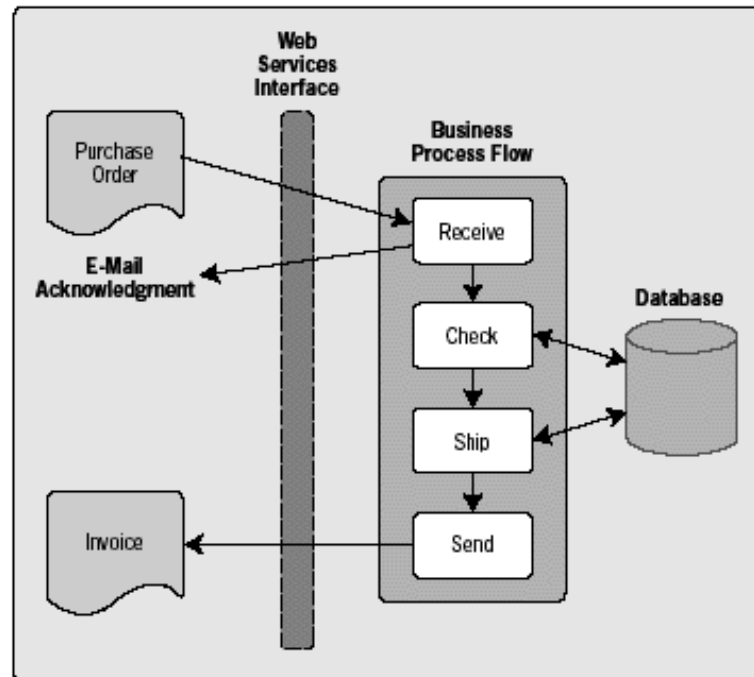 Web
Services
Interface
Purchase
Order
Business
Process Flow
Receive
E-Mail
Acknowledgment
Database
Check
Ship
Invoice
Send